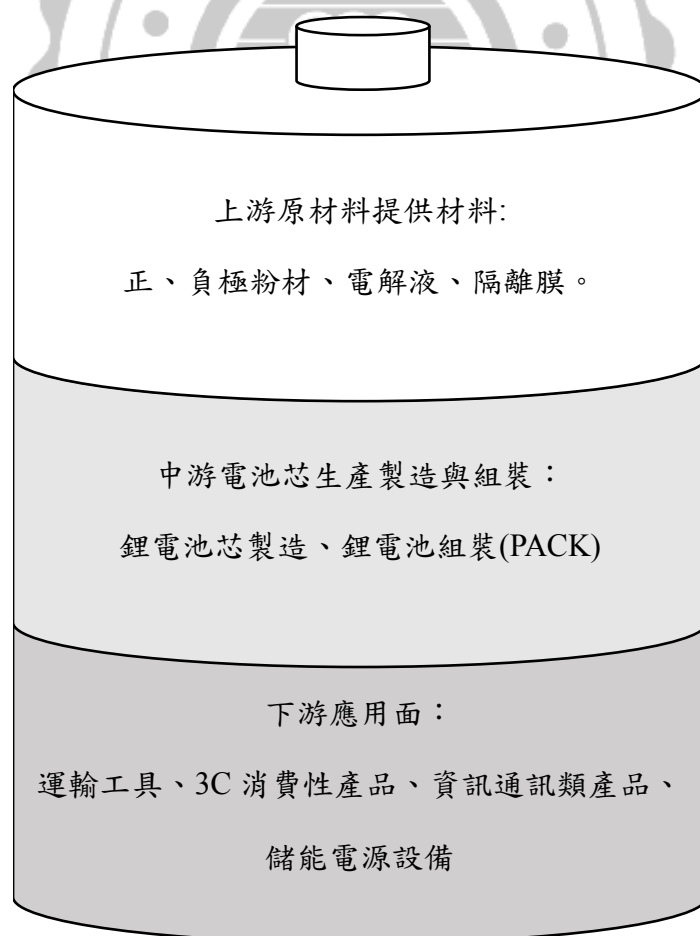 上游原材料提供材料:
正、負極粉材、電解液、隔離膜。
中游電池芯生產製造與組裝：
鋰電池芯製造、鋰電池組裝(PACK)
下游應用面：
運輸工具、3C 消費性產品、資訊通訊類產品、
儲能電源設備